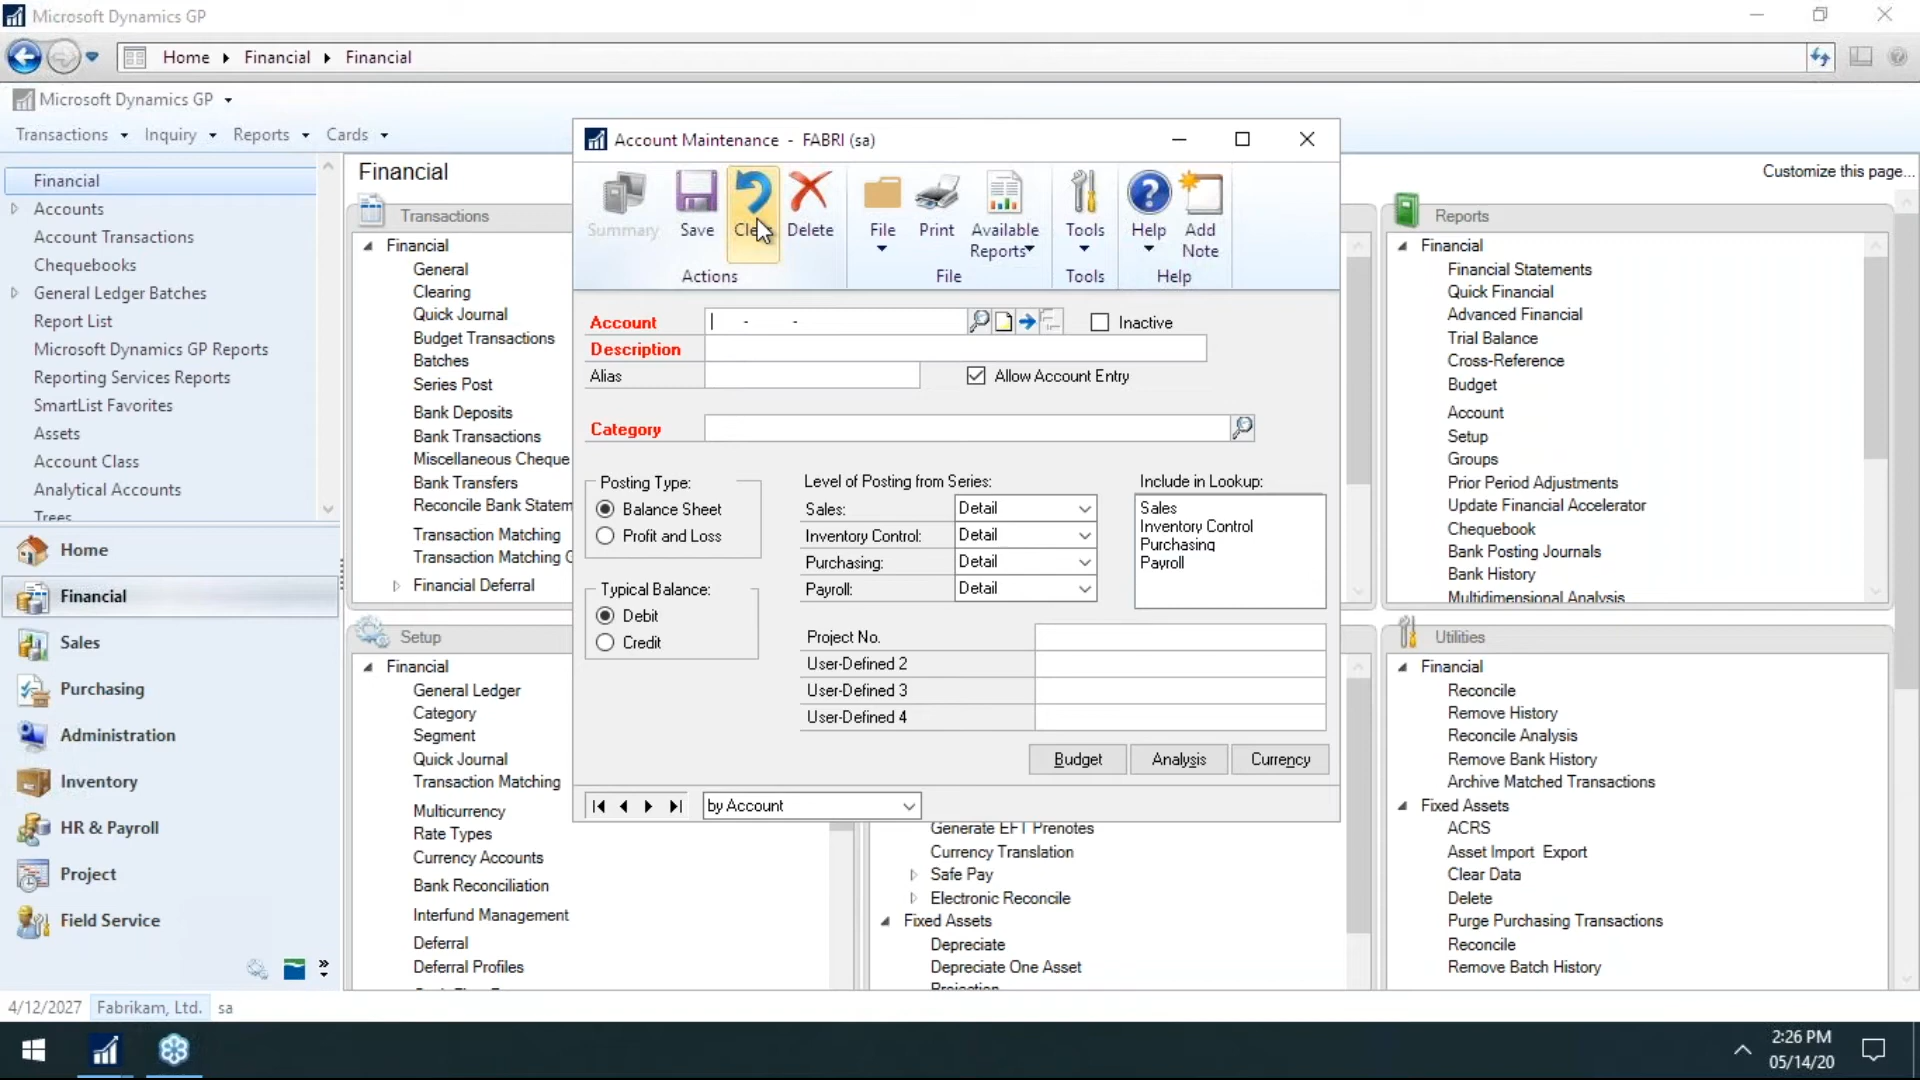 Microsoft Dynamics GP
Home Financial Financial
Microsoft Dynamics GP
Transactions Inquiry Reports Cards
Financial
Accounts
Account Transactions
Chequebooks
General Ledger Batches
Report List
Microsoft Dynamics GP Reports
Reporting Services Reports
SmartList Favorites
Assets
Account Class
Analytical Accounts
Trees
Home
Financial
Sales
Purchasing
Administration
Inventory
HR & Payroll
Project
Field Service
Financial
Customize this page...
Transactions
Financial
General
Clearing
Quick Journal
Budget Transactions
Batches
Series Post
Bank Deposits
Bank Transactions
Miscellaneous Cheque
Bank Transfers
Reconcile Bank Statem
Transaction Matching
Transaction Matching
Financial Deferral
Setup
Financial
General Ledger
Category
Segment
Quick Journal
Transaction Matching
Multicurrency
Rate Types
Currency Accounts
Bank Reconciliation
Interfund Management
Deferral
Deferral Profiles
Account Maintenance - FABRI (sa)
Summary Save Clear Delete File Print Available Reports Tools Help Add Note
Actions File Tools Help
Account - - Inactive
Description
Alias Allow Account Entry
Category
Posting Type:
Balance Sheet
Profit and Loss
Typical Balance:
Debit
Credit
Level of Posting from Series:
Sales: Detail
Inventory Control: Detail
Purchasing: Detail
Payroll: Detail
Include in Lookup:
Sales
Inventory Control
Purchasing
Payroll
Project No.
User-Defined 2
User-Defined 3
User-Defined 4
Budget Analysis Currency
by Account
Generate EFT Prenotes
Currency Translation
Safe Pay
Electronic Reconcile
Fixed Assets
Depreciate
Depreciate One Asset
Projection
Reports
Financial
Financial Statements
Quick Financial
Advanced Financial
Trial Balance
Cross-Reference
Budget
Account
Setup
Groups
Prior Period Adjustments
Update Financial Accelerator
Chequebook
Bank Posting Journals
Bank History
Multidimensional Analysis
Utilities
Financial
Reconcile
Remove History
Reconcile Analysis
Remove Bank History
Archive Matched Transactions
Fixed Assets
ACRS
Asset Import Export
Clear Data
Delete
Purge Purchasing Transactions
Reconcile
Remove Batch History
4/12/2027 Fabrikam, Ltd. sa
2:26 PM
05/14/20